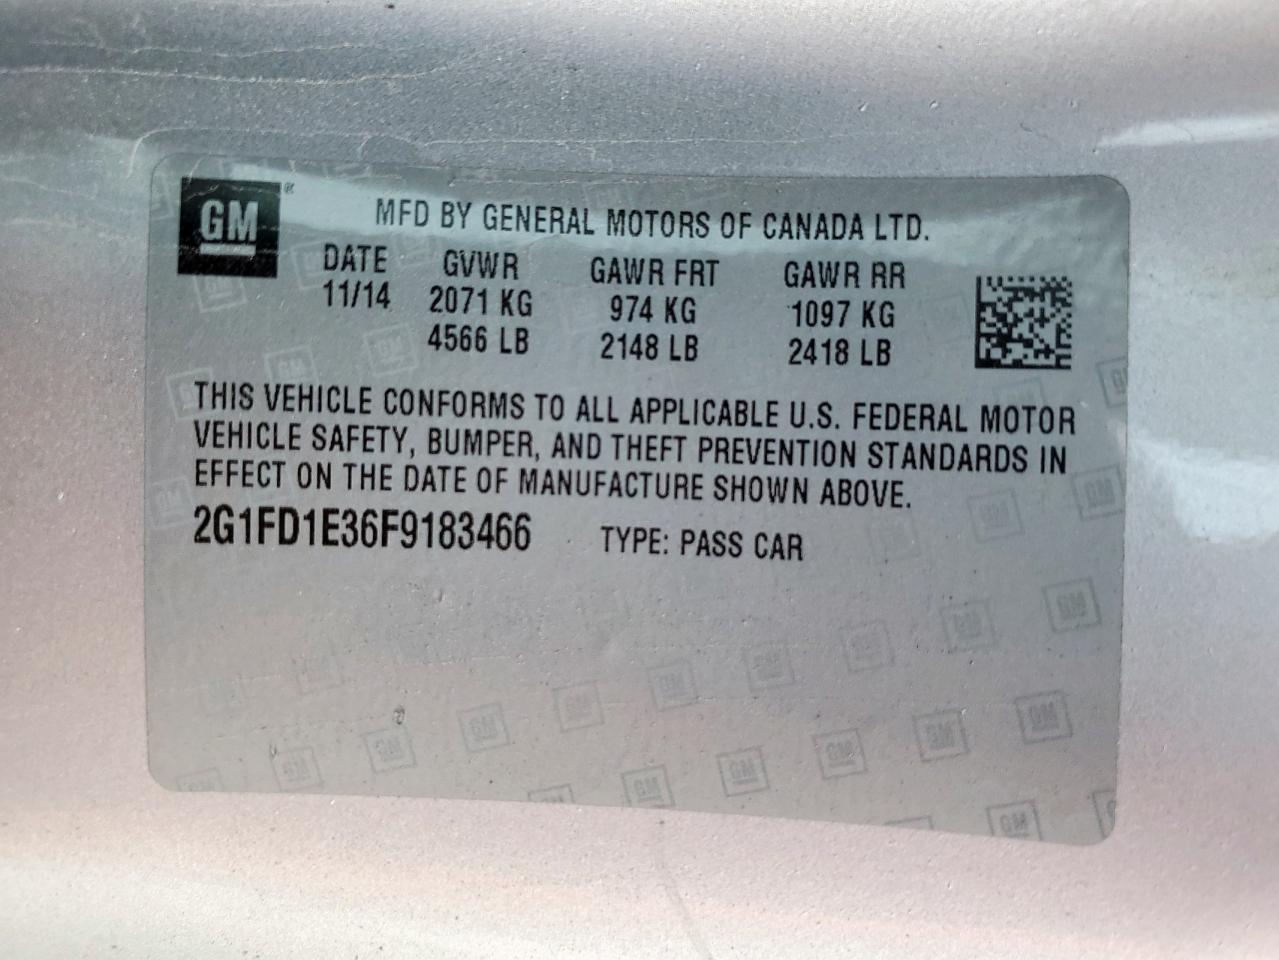 GM®
MFD BY GENERAL MOTORS OF CANADA LTD.
DATE GVWR GAWR FRT GAWR RR
11/14 2071 KG 974 KG 1097 KG
4566 LB 2148 LB 2418 LB
THIS VEHICLE CONFORMS TO ALL APPLICABLE U.S. FEDERAL MOTOR
VEHICLE SAFETY, BUMPER, AND THEFT PREVENTION STANDARDS IN
EFFECT ON THE DATE OF MANUFACTURE SHOWN ABOVE.
2G1FD1E36F9183466 TYPE: PASS CAR